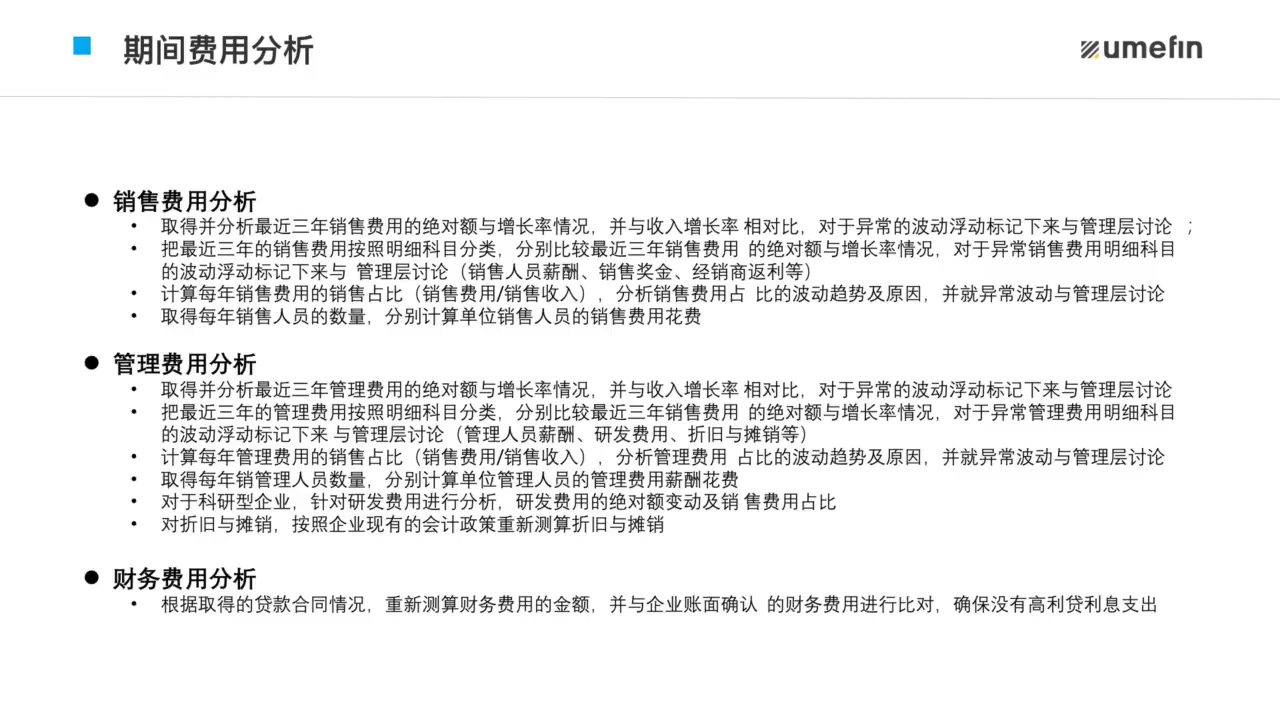 期间费用分析
umefin
● 销售费用分析
• 取得并分析最近三年销售费用的绝对额与增长率情况，并与收入增长率 相对比，对于异常的波动浮动标记下来与管理层讨论 ；
• 把最近三年的销售费用按照明细科目分类，分别比较最近三年销售费用 的绝对额与增长率情况，对于异常销售费用明细科目
的波动浮动标记下来与 管理层讨论（销售人员薪酬、销售奖金、经销商返利等）
• 计算每年销售费用的销售占比（销售费用/销售收入），分析销售费用占 比的波动趋势及原因，并就异常波动与管理层讨论
• 取得每年销售人员的数量，分别计算单位销售人员的销售费用花费
● 管理费用分析
• 取得并分析最近三年管理费用的绝对额与增长率情况，并与收入增长率 相对比，对于异常的波动浮动标记下来与管理层讨论
• 把最近三年的管理费用按照明细科目分类，分别比较最近三年销售费用 的绝对额与增长率情况，对于异常管理费用明细科目
的波动浮动标记下来 与管理层讨论（管理人员薪酬、研发费用、折旧与摊销等）
• 计算每年管理费用的销售占比（销售费用/销售收入），分析管理费用 占比的波动趋势及原因，并就异常波动与管理层讨论
• 取得每年销管理人员数量，分别计算单位管理人员的管理费用薪酬花费
• 对于科研型企业，针对研发费用进行分析，研发费用的绝对额变动及销 售费用占比
• 对折旧与摊销，按照企业现有的会计政策重新测算折旧与摊销
● 财务费用分析
• 根据取得的贷款合同情况，重新测算财务费用的金额，并与企业账面确认 的财务费用进行比对，确保没有高利贷利息支出